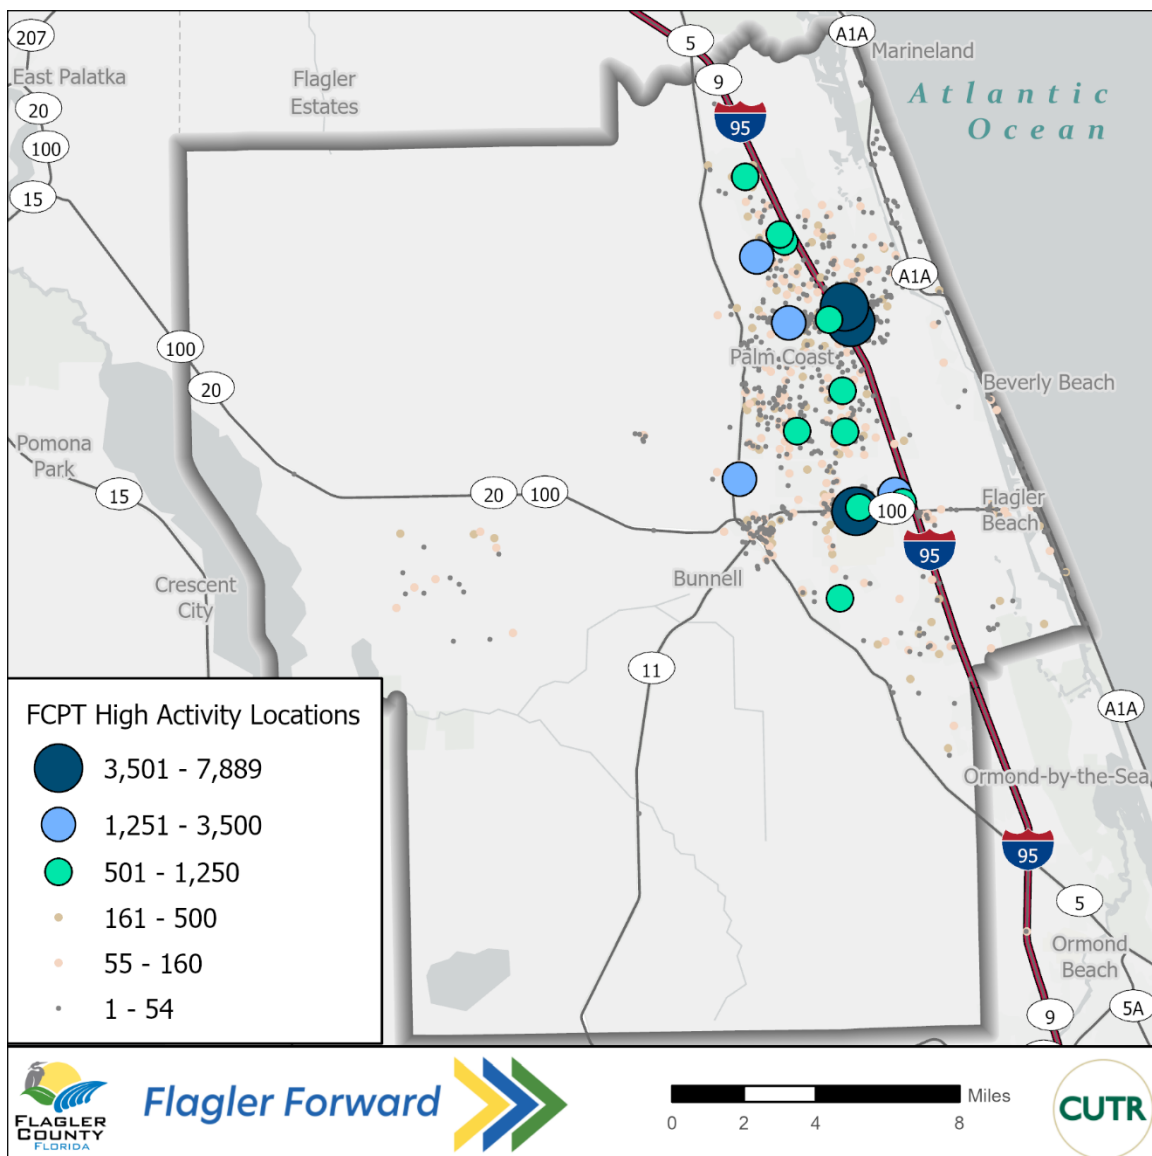 207
5
A1A
Marineland
East Palatka
Flagler
Estates
9
Atlantic
Ocean
20
95
100
15
A1A
100
Palm Coast
20
Beverly Beach
Pomona
Park
15
20
100
100
Flagler
Beach
95
Bunnell
Crescent
City
11
A1A
FCPT High Activity Locations
3,501 - 7,889
1,251 - 3,500
501 - 1,250
161 - 500
55 - 160
1 - 54
Ormond-by-the-Sea
95
5
Ormond
Beach
9
5A
FLAGLER
COUNTY
FLORIDA
Flagler Forward
Miles
0 2 4 8
CUTR